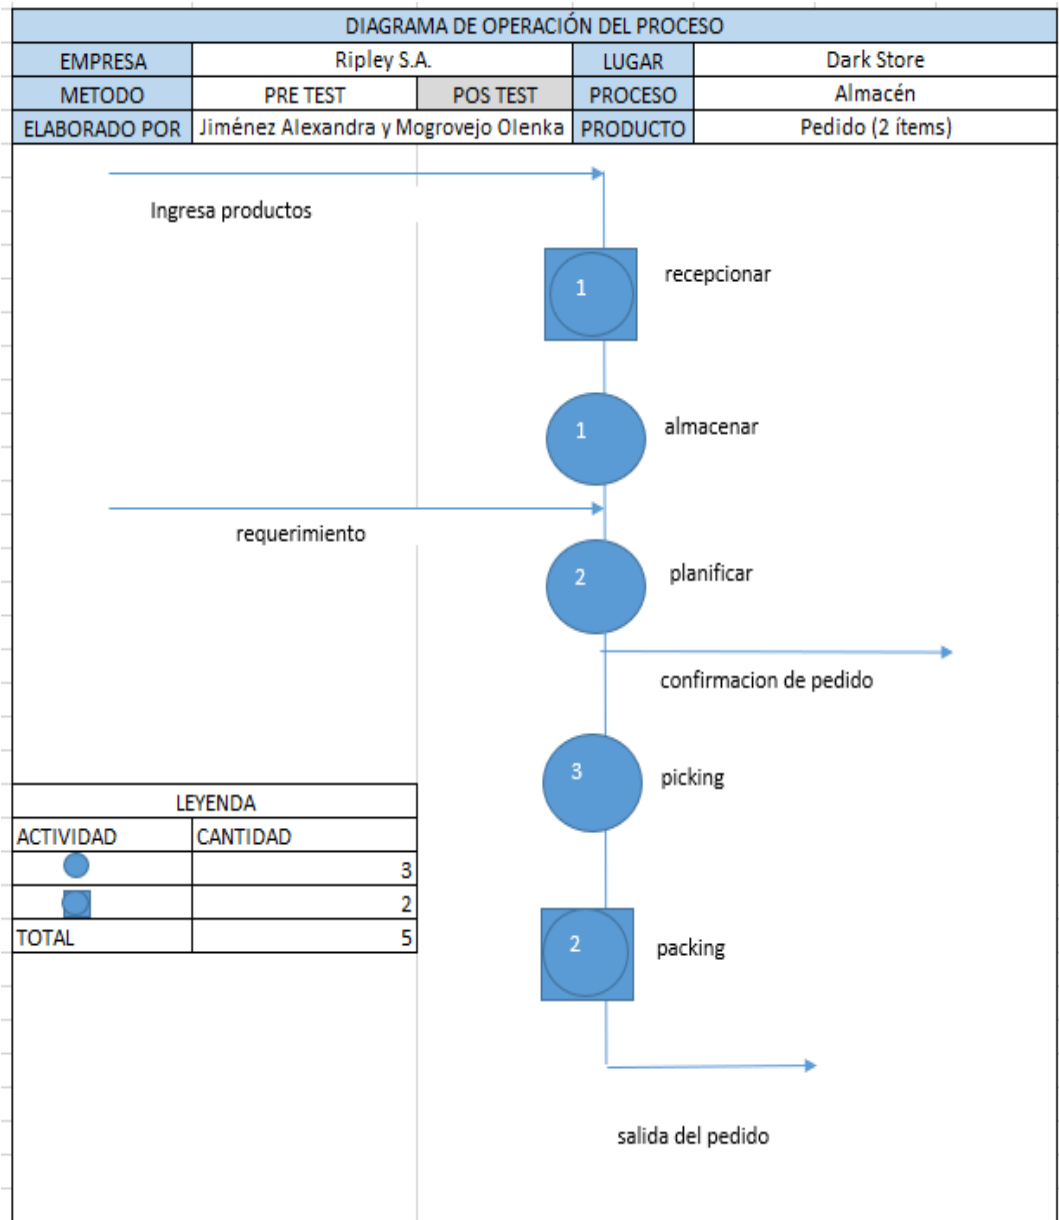 DIAGRAMA DE OPERACIÓN DEL PROCESO
EMPRESA Ripley S.A. LUGAR Dark Store
METODO PRE TEST POS TEST PROCESO Almacén
ELABORADO POR Jiménez Alexandra y Mogrovejo Olenka PRODUCTO Pedido (2 ítems)
Ingresa productos
1 recepcionar
1 almacenar
requerimiento
2 planificar
confirmacion de pedido
3 picking
LEYENDA
ACTIVIDAD CANTIDAD
3
2
TOTAL 5
2 packing
salida del pedido